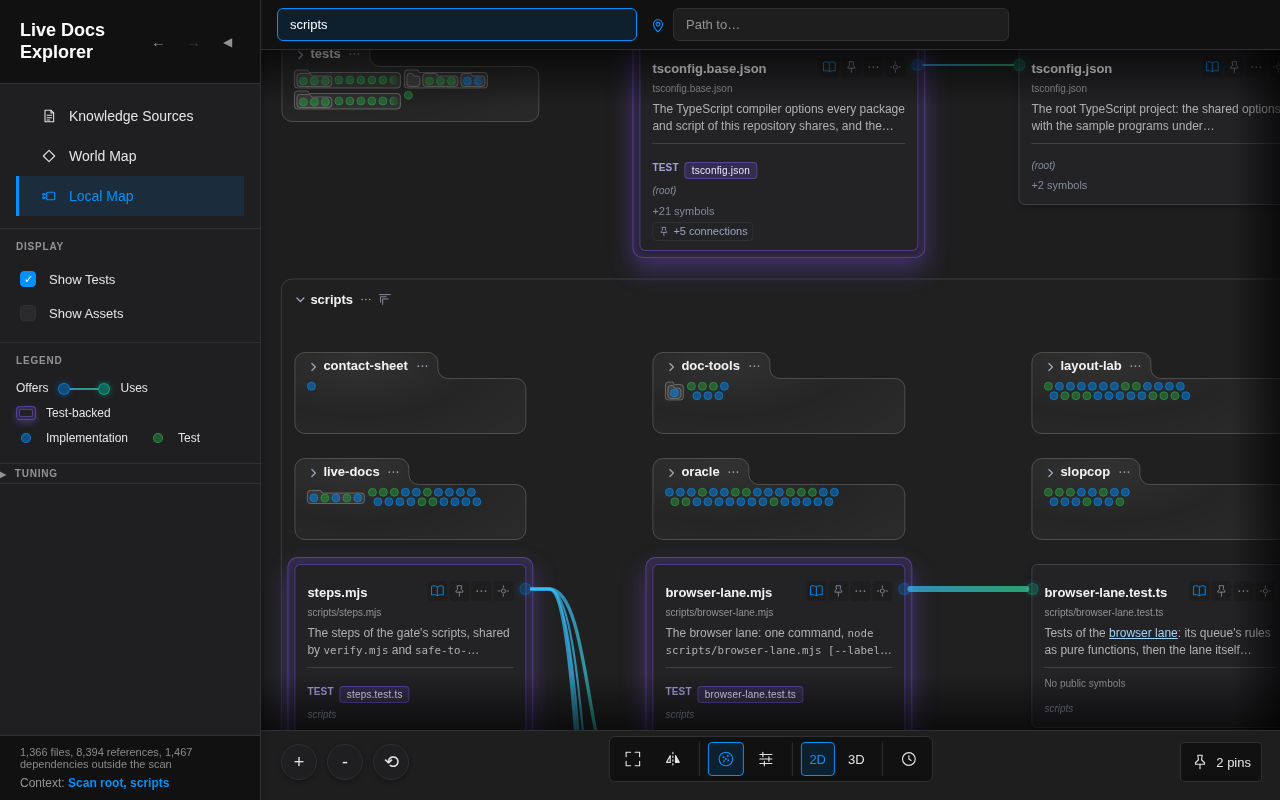 Live Docs
Explorer
scripts
Path to…
Knowledge Sources
World Map
Local Map
DISPLAY
Show Tests
Show Assets
LEGEND
Offers
Uses
Test-backed
Implementation
Test
TUNING
1,366 files, 8,394 references, 1,467
dependencies outside the scan
Context: Scan root, scripts
tests
tsconfig.base.json
tsconfig.base.json
The TypeScript compiler options every package
and script of this repository shares, and the…
TEST tsconfig.json
(root)
+21 symbols
+5 connections
tsconfig.json
tsconfig.json
The root TypeScript project: the shared options
with the sample programs under…
(root)
+2 symbols
scripts
contact-sheet
doc-tools
layout-lab
live-docs
oracle
slopcop
steps.mjs
scripts/steps.mjs
The steps of the gate's scripts, shared
by verify.mjs and safe-to-…
TEST steps.test.ts
scripts
browser-lane.mjs
scripts/browser-lane.mjs
The browser lane: one command, node
scripts/browser-lane.mjs [--label…
TEST browser-lane.test.ts
scripts
browser-lane.test.ts
scripts/browser-lane.test.ts
Tests of the browser lane: its queue's rules
as pure functions, then the lane itself…
No public symbols
scripts
2D
3D
2 pins